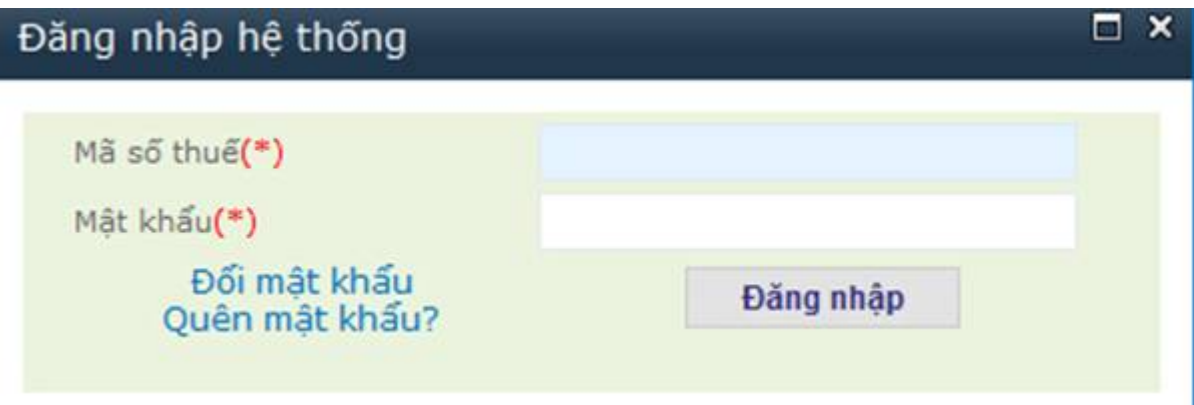 Đăng nhập hệ thống
Mã số thuế(*)
Mật khẩu(*)
Đổi mật khẩu
Quên mật khẩu?
Đăng nhập